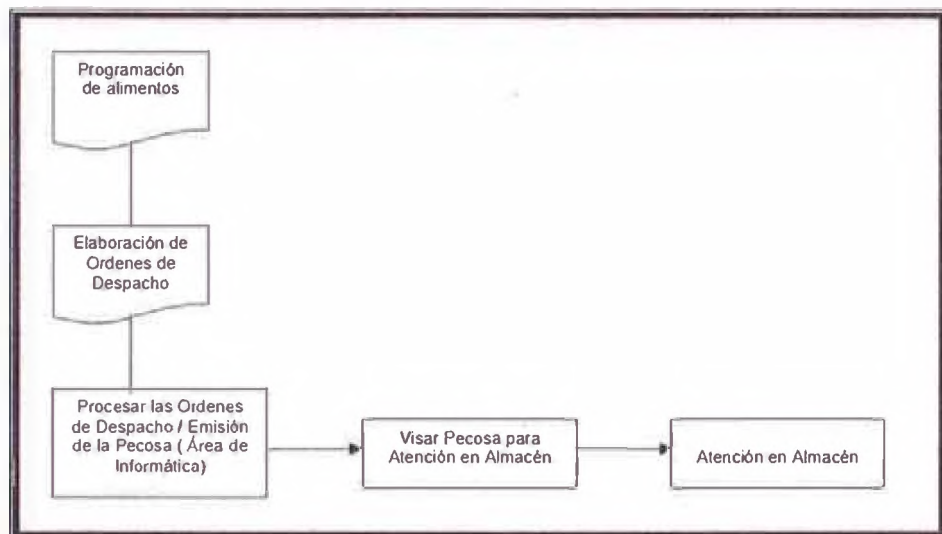 Programación
de alimentos
Elaboración de
Ordenes de
Despacho
Procesar las Ordenes
de Despacho / Emisión
de la Pecosa ( Área de
Informática)
Visar Pecosa para
Atención en Almacén
Atención en Almacén